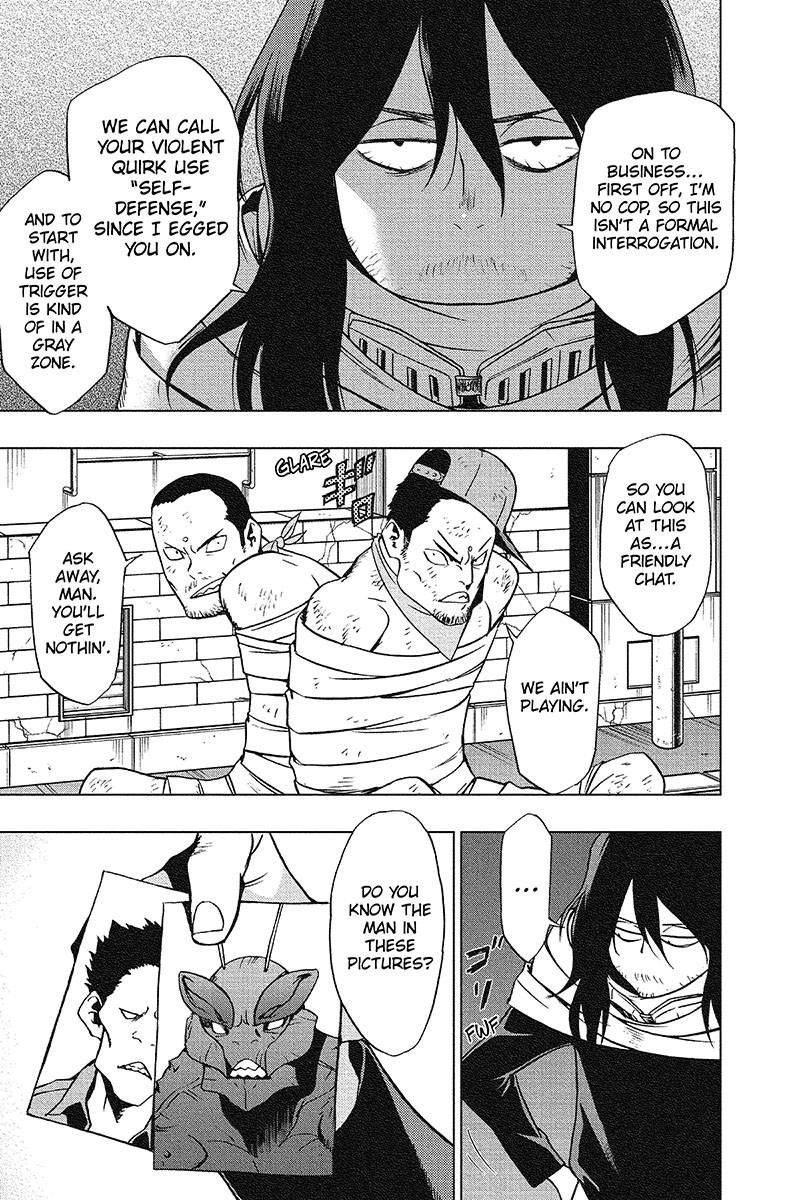 ON TO
BUSINESS...
FIRST OFF, I'M
NO COP, SO THIS
ISN'T A FORMAL
INTERROGATION.
WE CAN CALL
YOUR VIOLENT
QUIRK USE
"SELF-
DEFENSE,"
SINCE I EGGED
YOU ON.
AND TO
START
WITH,
USE OF
TRIGGER
IS KIND
OF IN A
GRAY
ZONE.
SO YOU
CAN LOOK
AT THIS
AS...A
FRIENDLY
CHAT.
GLARE
WE AIN'T
PLAYING.
ASK
AWAY,
MAN.
YOU'LL
GET
NOTHIN'.
...
ゴソ
FWF
DO YOU
KNOW THE
MAN IN
THESE
PICTURES?